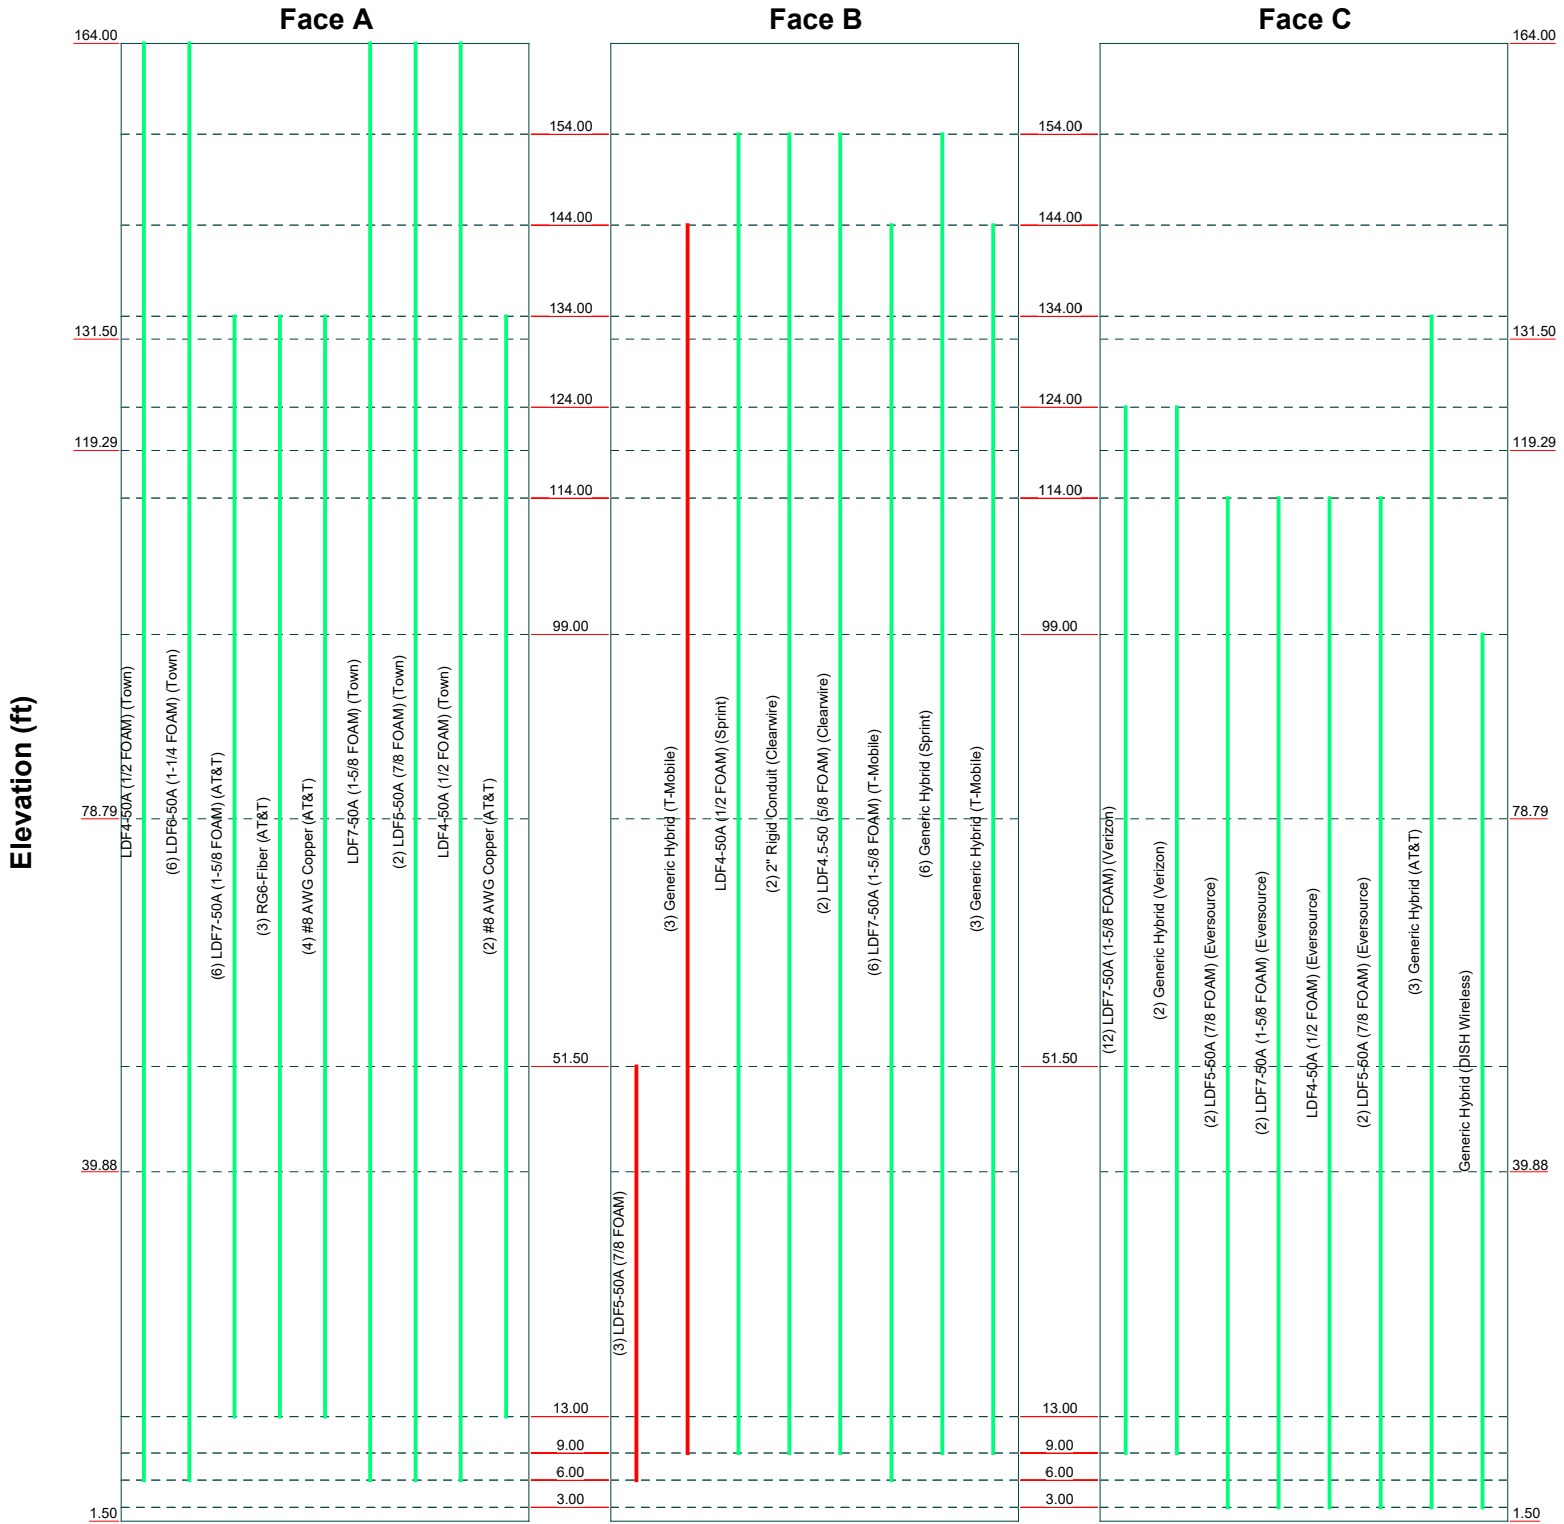 Face A
Face B
Face C
Elevation (ft)
164.00
131.50
119.29
78.79
39.88
1.50
LDF4-50A (1/2 FOAM) (Town)
(6) LDF6-50A (1-1/4 FOAM) (Town)
(6) LDF7-50A (1-5/8 FOAM) (AT&T)
(3) RG6-Fiber (AT&T)
(4) #8 AWG Copper (AT&T)
LDF7-50A (1-5/8 FOAM) (Town)
(2) LDF5-50A (7/8 FOAM) (Town)
LDF4-50A (1/2 FOAM) (Town)
(2) #8 AWG Copper (AT&T)
154.00
144.00
134.00
124.00
114.00
99.00
51.50
13.00
9.00
6.00
3.00
(3) LDF5-50A (7/8 FOAM)
(3) Generic Hybrid (T-Mobile)
LDF4-50A (1/2 FOAM) (Sprint)
(2) 2" Rigid Conduit (Clearwire)
(2) LDF4.5-50 (5/8 FOAM) (Clearwire)
(6) LDF7-50A (1-5/8 FOAM) (T-Mobile)
(6) Generic Hybrid (Sprint)
(3) Generic Hybrid (T-Mobile)
154.00
144.00
134.00
124.00
114.00
99.00
51.50
13.00
9.00
6.00
3.00
(12) LDF7-50A (1-5/8 FOAM) (Verizon)
(2) Generic Hybrid (Verizon)
(2) LDF5-50A (7/8 FOAM) (Eversource)
(2) LDF7-50A (1-5/8 FOAM) (Eversource)
LDF4-50A (1/2 FOAM) (Eversource)
(2) LDF5-50A (7/8 FOAM) (Eversource)
(3) Generic Hybrid (AT&T)
Generic Hybrid (DISH Wireless)
164.00
131.50
119.29
78.79
39.88
1.50